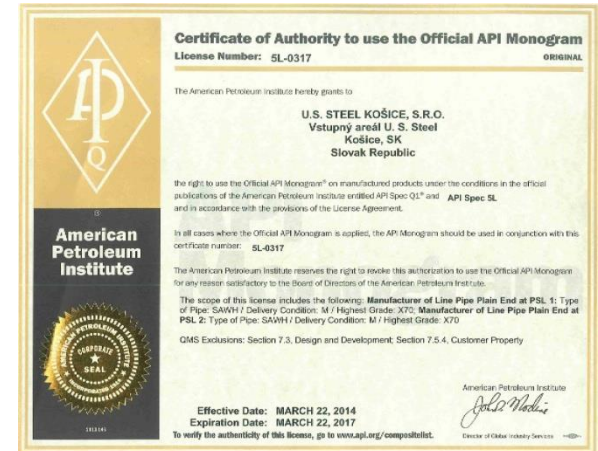 Certificate of Authority to use the Official API Monogram
License Number: 5L-0317
ORIGINAL
The American Petroleum Institute hereby grants to
U.S. STEEL KOŠICE, S.R.O.
Vstupný areál U. S. Steel
Košice, SK
Slovak Republic
the right to use the Official API Monogram® on manufactured products under the conditions in the official
publications of the American Petroleum Institute entitled API Spec Q1® and API Spec 5L
and in accordance with the provisions of the License Agreement.
In all cases where the Official API Monogram is applied, the API Monogram should be used in conjunction with this
certificate number: 5L-0317
The American Petroleum Institute reserves the right to revoke this authorization to use the Official API Monogram
for any reason satisfactory to the Board of Directors of the American Petroleum Institute.
The scope of this license includes the following: Manufacturer of Line Pipe Plain End at PSL 1: Type
of Pipe: SAWH / Delivery Condition: M / Highest Grade: X70; Manufacturer of Line Pipe Plain End at
PSL 2: Type of Pipe: SAWH / Delivery Condition: M / Highest Grade: X70
QMS Exclusions: Section 7.3, Design and Development; Section 7.5.4, Customer Property
API
Q
®
American
Petroleum
Institute
AMERICAN PETROLEUM INSTITUTE
CORPORATE
SEAL
Effective Date: MARCH 22, 2014
Expiration Date: MARCH 22, 2017
To verify the authenticity of this license, go to www.api.org/compositelist.
American Petroleum Institute
Director of Global Industry Services